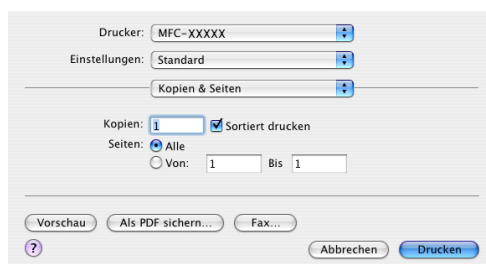 Drucker: MFC-XXXXX
Einstellungen: Standard
Kopien & Seiten
Kopien: 1 Sortiert drucken
Seiten: Alle
Von: 1 Bis 1
Vorschau Als PDF sichern... Fax...
? Abbrechen Drucken